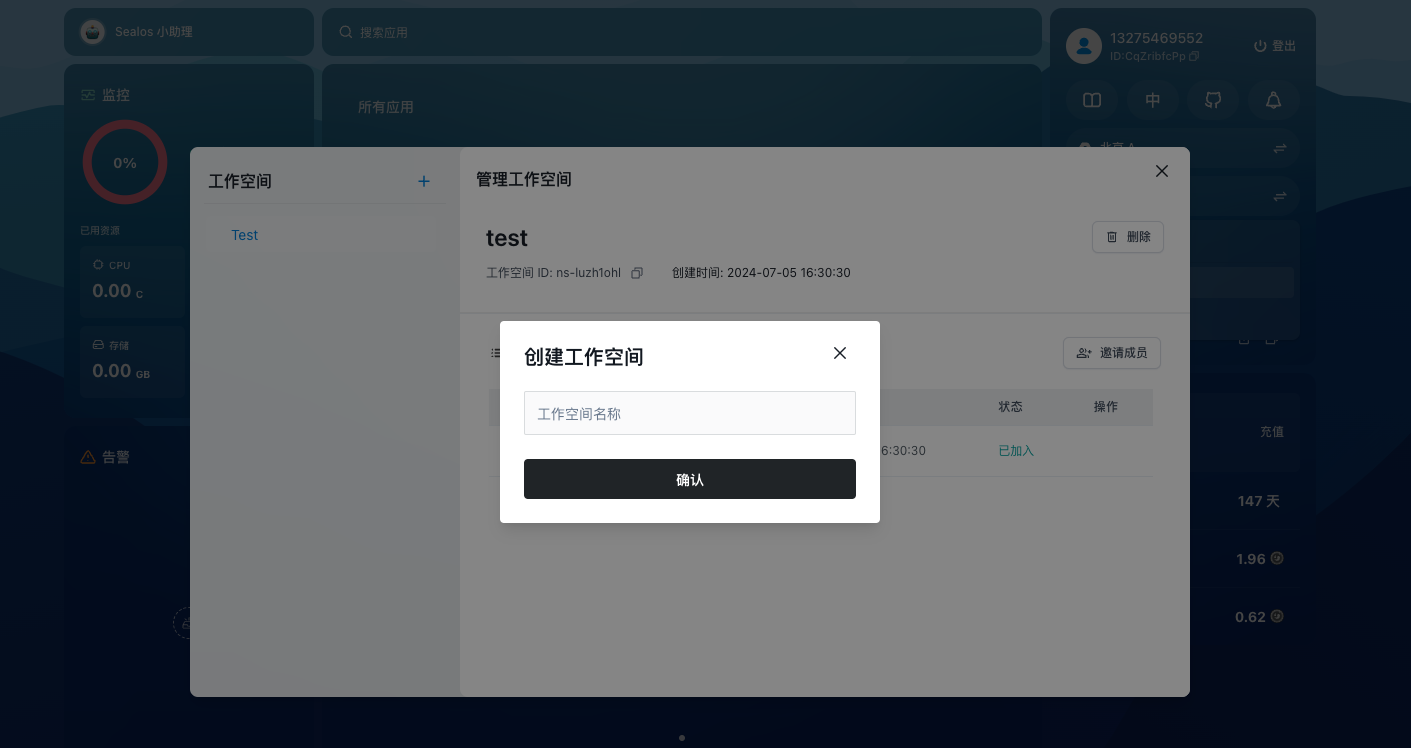 Sealos 小助理
搜索应用
13275469552
ID:CqZribfcPp
登出
监控
所有应用
中
0%
已用资源
CPU
0.00 C
存储
0.00 GB
告警
工作空间
Test
管理工作空间
test
删除
工作空间 ID: ns-luzh1ohl
创建时间: 2024-07-05 16:30:30
邀请成员
状态
操作
6:30:30
已加入
创建工作空间
工作空间名称
确认
充值
147 天
1.96
0.62